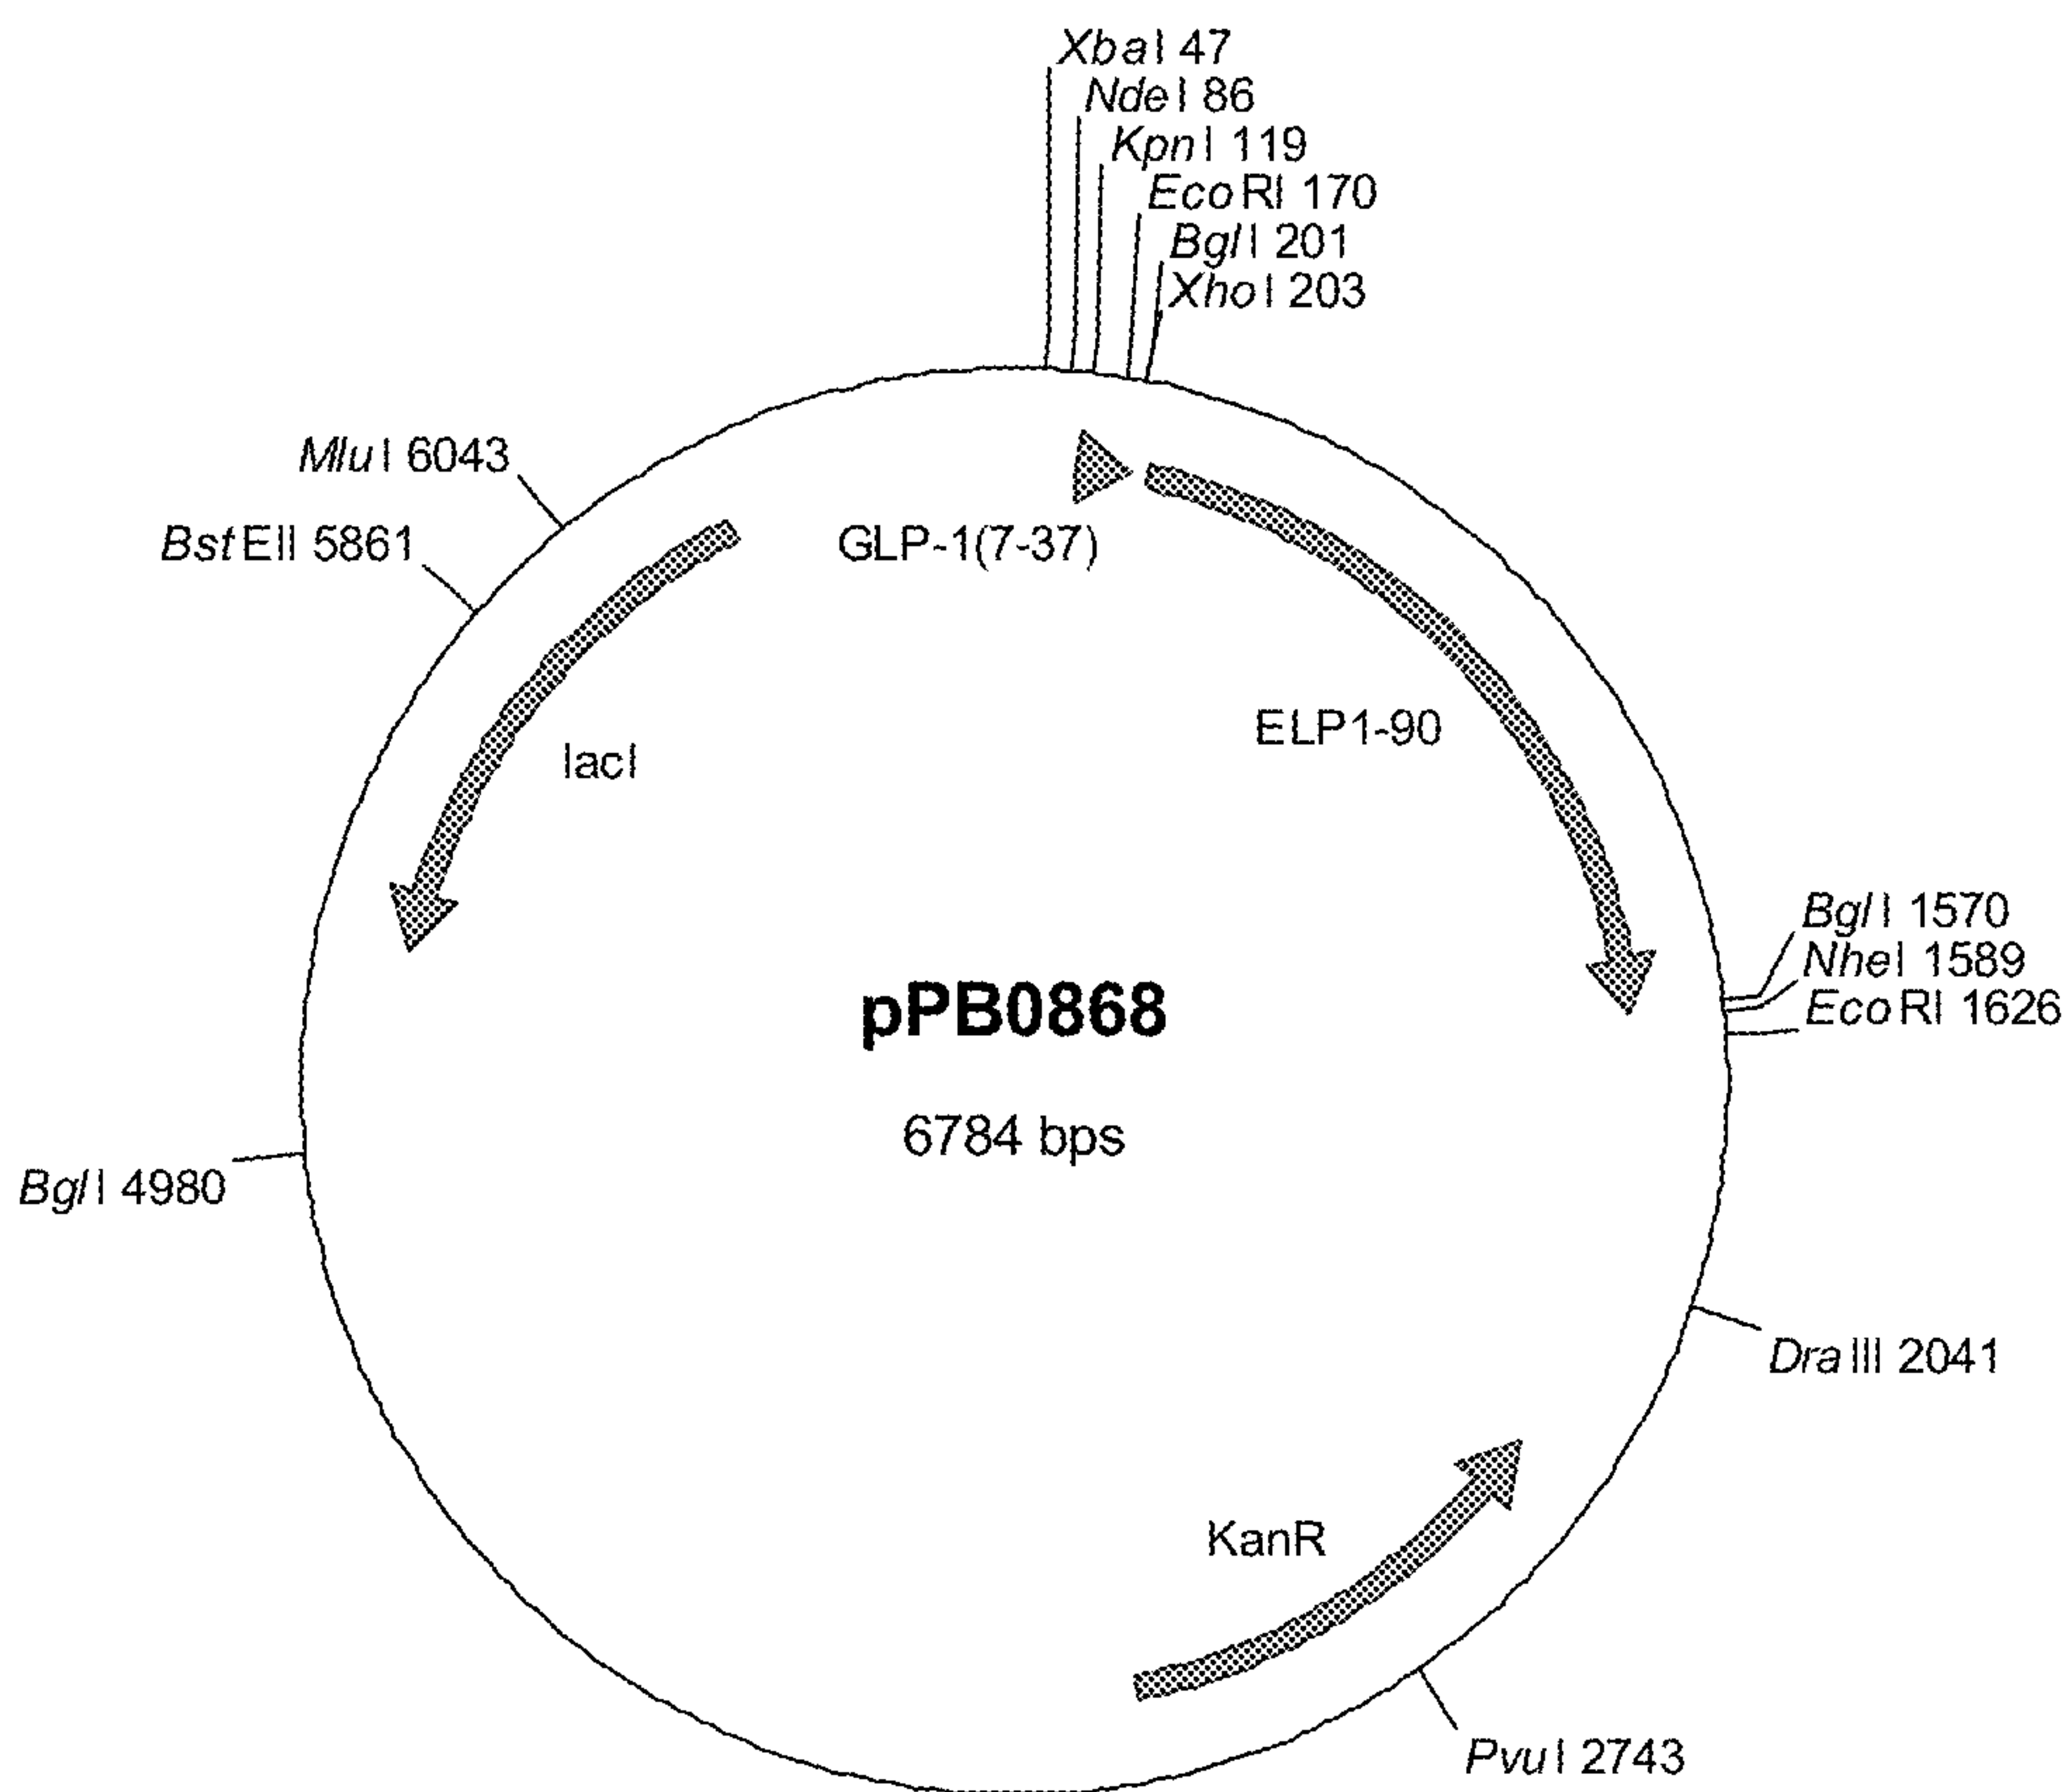 XbaI 47
NdeI 86
KpnI 119
EcoRI 170
BglI 201
XhoI 203
MluI 6043
BstEII 5861
GLP-1(7-37)
ELP1-90
lacI
BglI 1570
NheI 1589
EcoRI 1626
pPB0868
6784 bps
BglI 4980
DraIII 2041
KanR
PvuI 2743